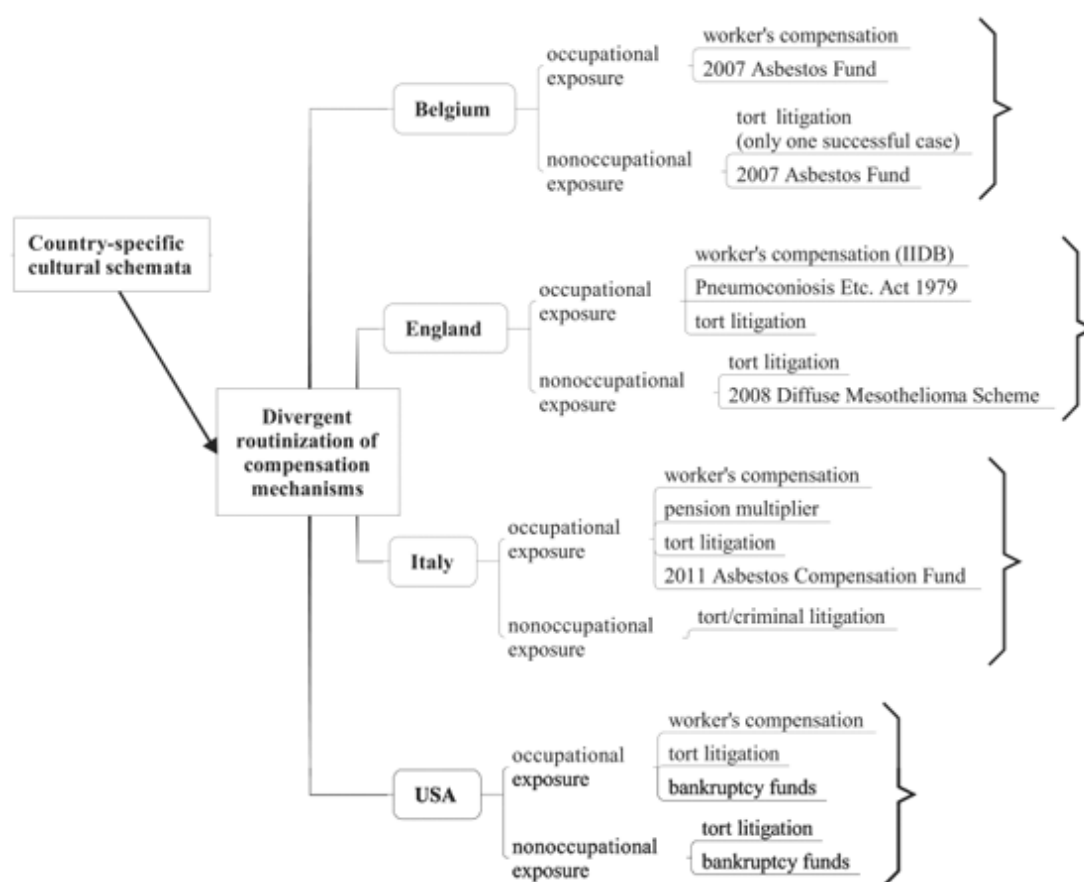 Country-specific
cultural schemata
Divergent
routinization of
compensation
mechanisms
Belgium
occupational
exposure
worker's compensation
2007 Asbestos Fund
nonoccupational
exposure
tort litigation
(only one successful case)
2007 Asbestos Fund
England
occupational
exposure
worker's compensation (IIDB)
Pneumoconiosis Etc. Act 1979
tort litigation
nonoccupational
exposure
tort litigation
2008 Diffuse Mesothelioma Scheme
Italy
occupational
exposure
worker's compensation
pension multiplier
tort litigation
2011 Asbestos Compensation Fund
nonoccupational
exposure
tort/criminal litigation
USA
occupational
exposure
worker's compensation
tort litigation
bankruptcy funds
nonoccupational
exposure
tort litigation
bankruptcy funds